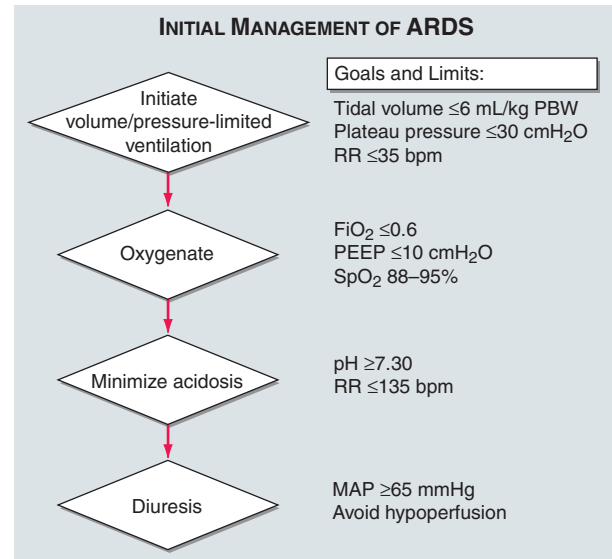 INITIAL MANAGEMENT OF ARDS
Goals and Limits:
Initiate
volume/pressure-limited
ventilation
Tidal volume ≤6 mL/kg PBW
Plateau pressure ≤30 cmH₂O
RR ≤35 bpm
Oxygenate
FiO₂ ≤0.6
PEEP ≤10 cmH₂O
SpO₂ 88–95%
Minimize acidosis
pH ≥7.30
RR ≤135 bpm
Diuresis
MAP ≥65 mmHg
Avoid hypoperfusion